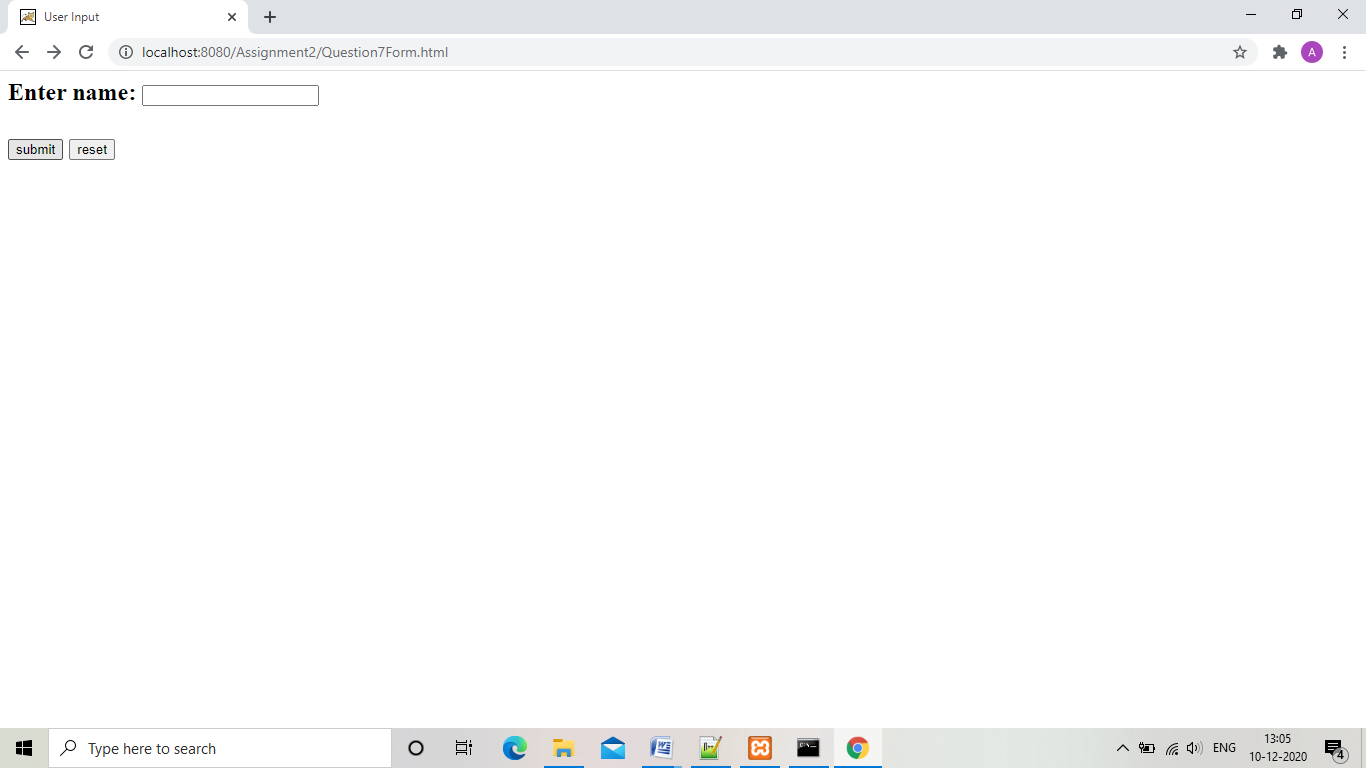 User Input
localhost:8080/Assignment2/Question7Form.html
A
Enter name:
submit reset
Type here to search
ENG
13:05
10-12-2020
4